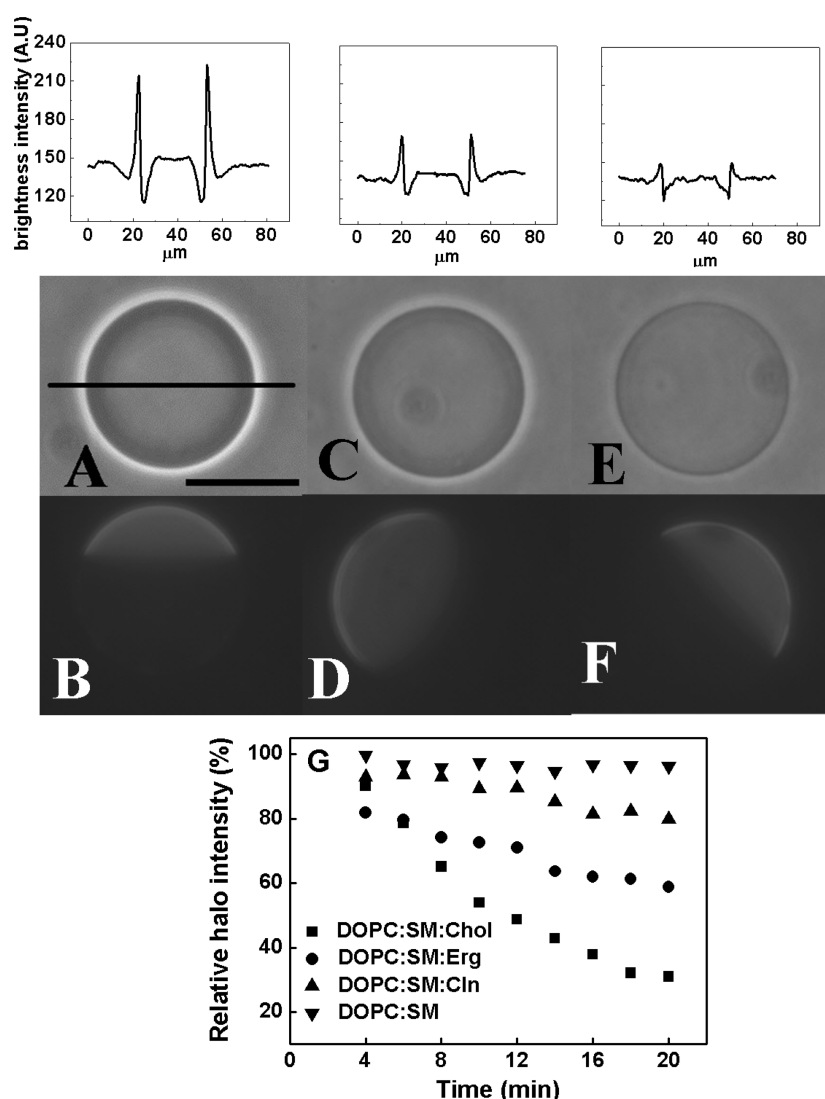 brightness intensity (A.U)
240
210
180
150
120
0 20 40 60 80
μm
0 20 40 60 80
μm
0 20 40 60 80
μm
A
C
E
B
D
F
G
Relative halo intensity (%)
100
80
60
40
20
DOPC:SM:Chol
DOPC:SM:Erg
DOPC:SM:Cln
DOPC:SM
0 4 8 12 16 20
Time (min)